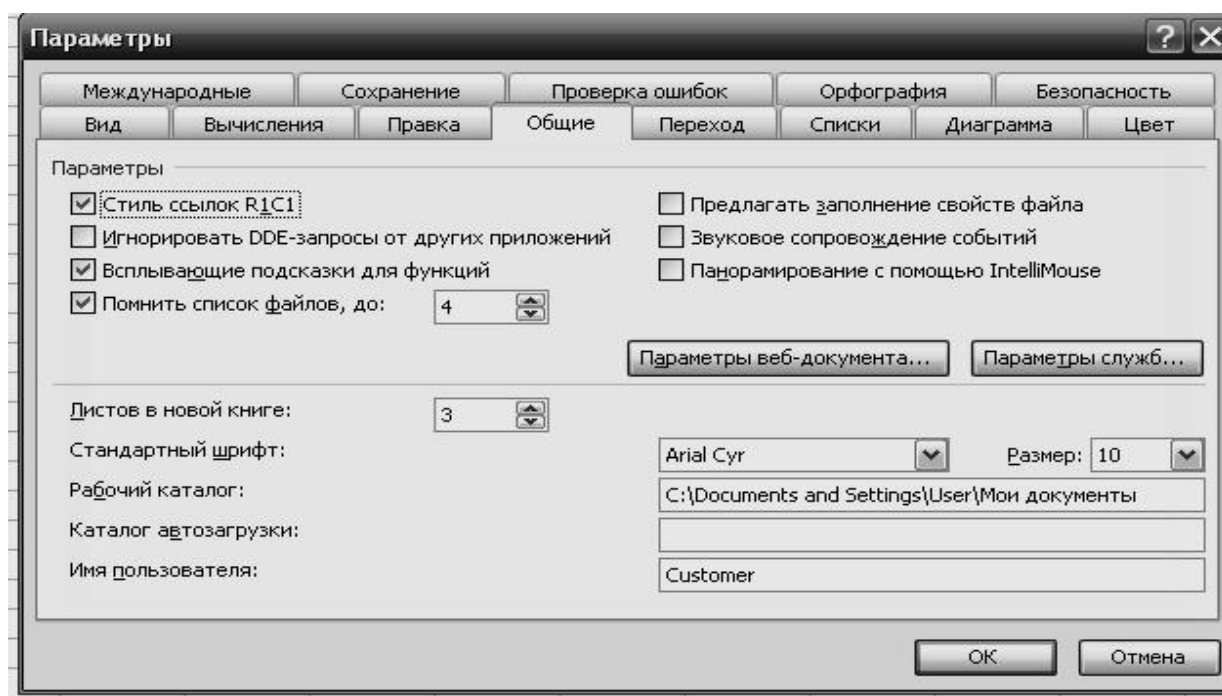 Параметры
Международные Сохранение Проверка ошибок Орфография Безопасность
Вид Вычисления Правка Общие Переход Списки Диаграмма Цвет
Параметры
Стиль ссылок R1C1 Предлагать заполнение свойств файла
Игнорировать DDE-запросы от других приложений Звуковое сопровождение событий
Всплывающие подсказки для функций Панорамирование с помощью IntelliMouse
Помнить список файлов, до: 4
Параметры веб-документа... Параметры служб...
Листов в новой книге: 3
Стандартный шрифт: Arial Cyr Размер: 10
Рабочий каталог: C:\Documents and Settings\User\Мои документы
Каталог автозагрузки:
Имя пользователя: Customer
ОК Отмена